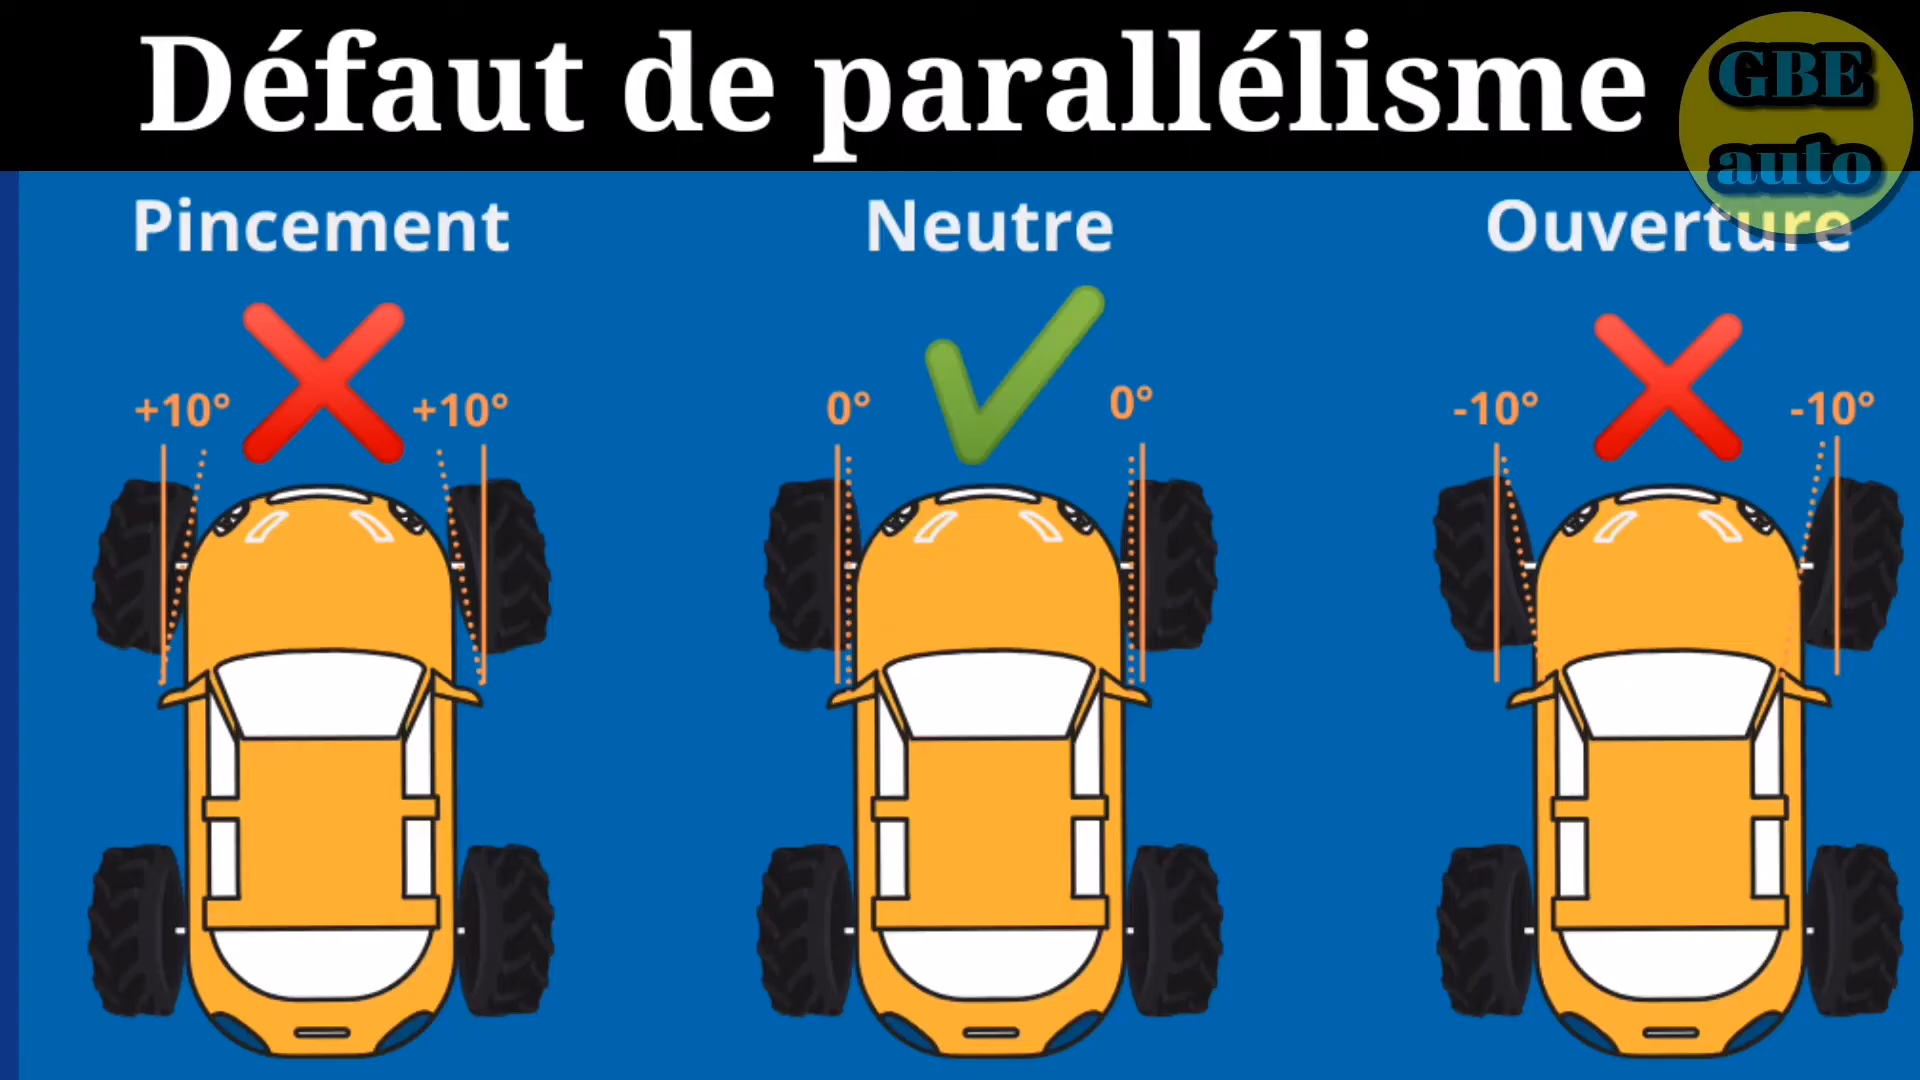 Défaut de parallélisme
GBE
auto
Pincement
Neutre
Ouverture
+10° +10°
0° 0°
-10° -10°